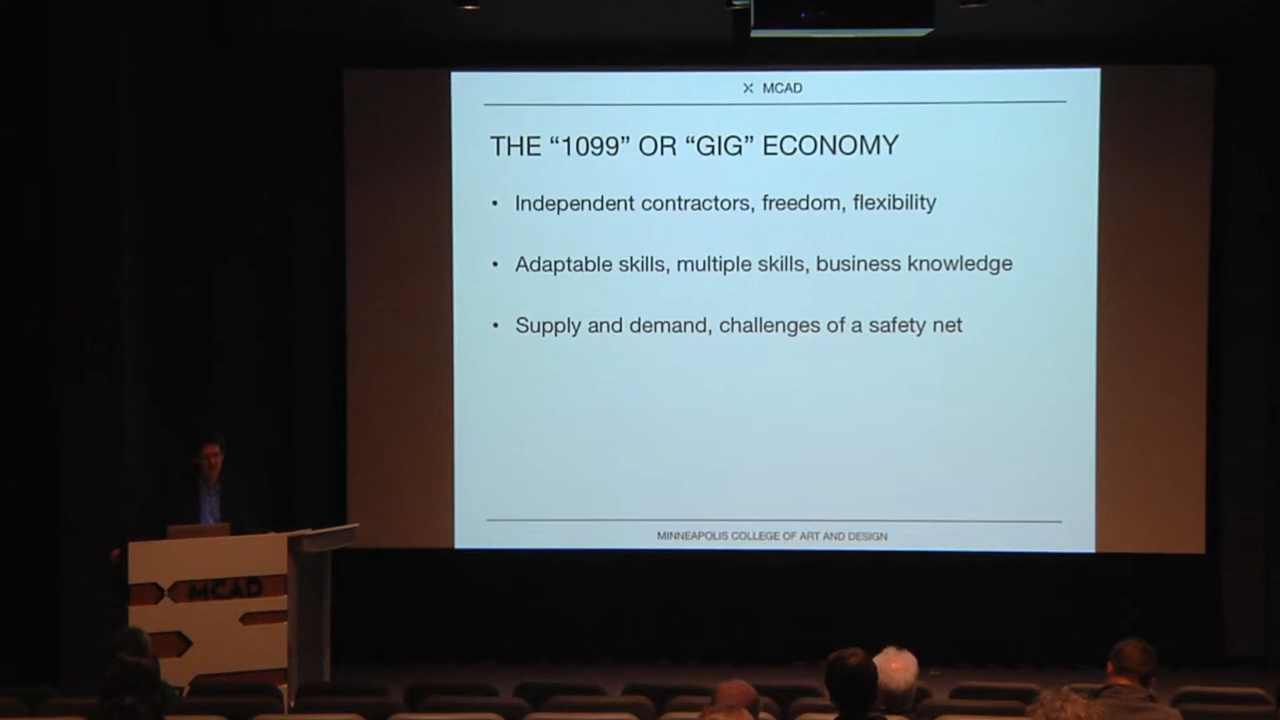 MCAD
THE “1099” OR “GIG” ECONOMY
• Independent contractors, freedom, flexibility
• Adaptable skills, multiple skills, business knowledge
• Supply and demand, challenges of a safety net
MINNEAPOLIS COLLEGE OF ART AND DESIGN
MCAD